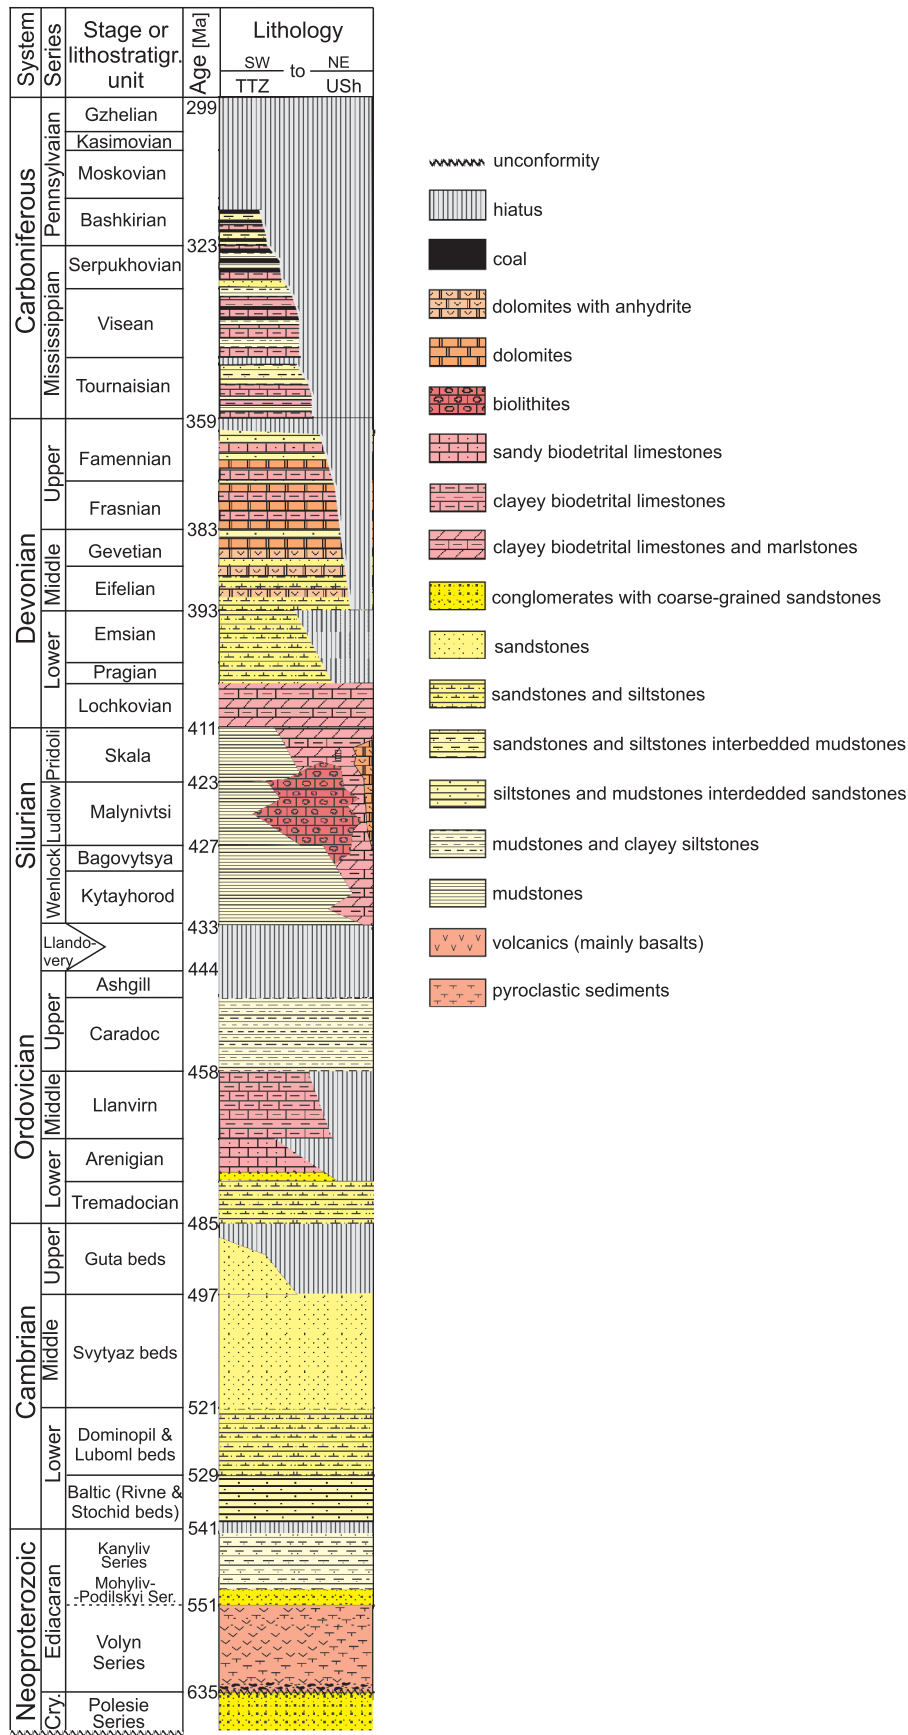 System
Series
Stage or
lithostratigr.
unit
Age [Ma]
Lithology
SW to NE
TTZ USh
Carboniferous
Pennsylvaian
Gzhelian
299
Kasimovian
Moskovian
Bashkirian
323
Mississippian
Serpukhovian
Visean
Tournaisian
359
Devonian
Upper
Famennian
Frasnian
383
Middle
Gevetian
Eifelian
393
Lower
Emsian
Pragian
Lochkovian
411
Silurian
Pridoli
Skala
423
Ludlow
Malynivtsi
427
Wenlock
Bagovytsya
Kytayhorod
433
Llando-
very
444
Ordovician
Upper
Ashgill
Caradoc
458
Middle
Llanvirn
Lower
Arenigian
Tremadocian
485
Cambrian
Upper
Guta beds
497
Middle
Svytyaz beds
521
Lower
Dominopil &
Luboml beds
529
Baltic (Rivne &
Stochid beds)
541
Neoproterozoic
Ediacaran
Kanyliv
Series
Mohyliv-
-Podilskyi Ser.
551
Volyn
Series
635
Cry.
Polesie
Series
unconformity
hiatus
coal
dolomites with anhydrite
dolomites
biolithites
sandy biodetrital limestones
clayey biodetrital limestones
clayey biodetrital limestones and marlstones
conglomerates with coarse-grained sandstones
sandstones
sandstones and siltstones
sandstones and siltstones interbedded mudstones
siltstones and mudstones interdedded sandstones
mudstones and clayey siltstones
mudstones
volcanics (mainly basalts)
pyroclastic sediments